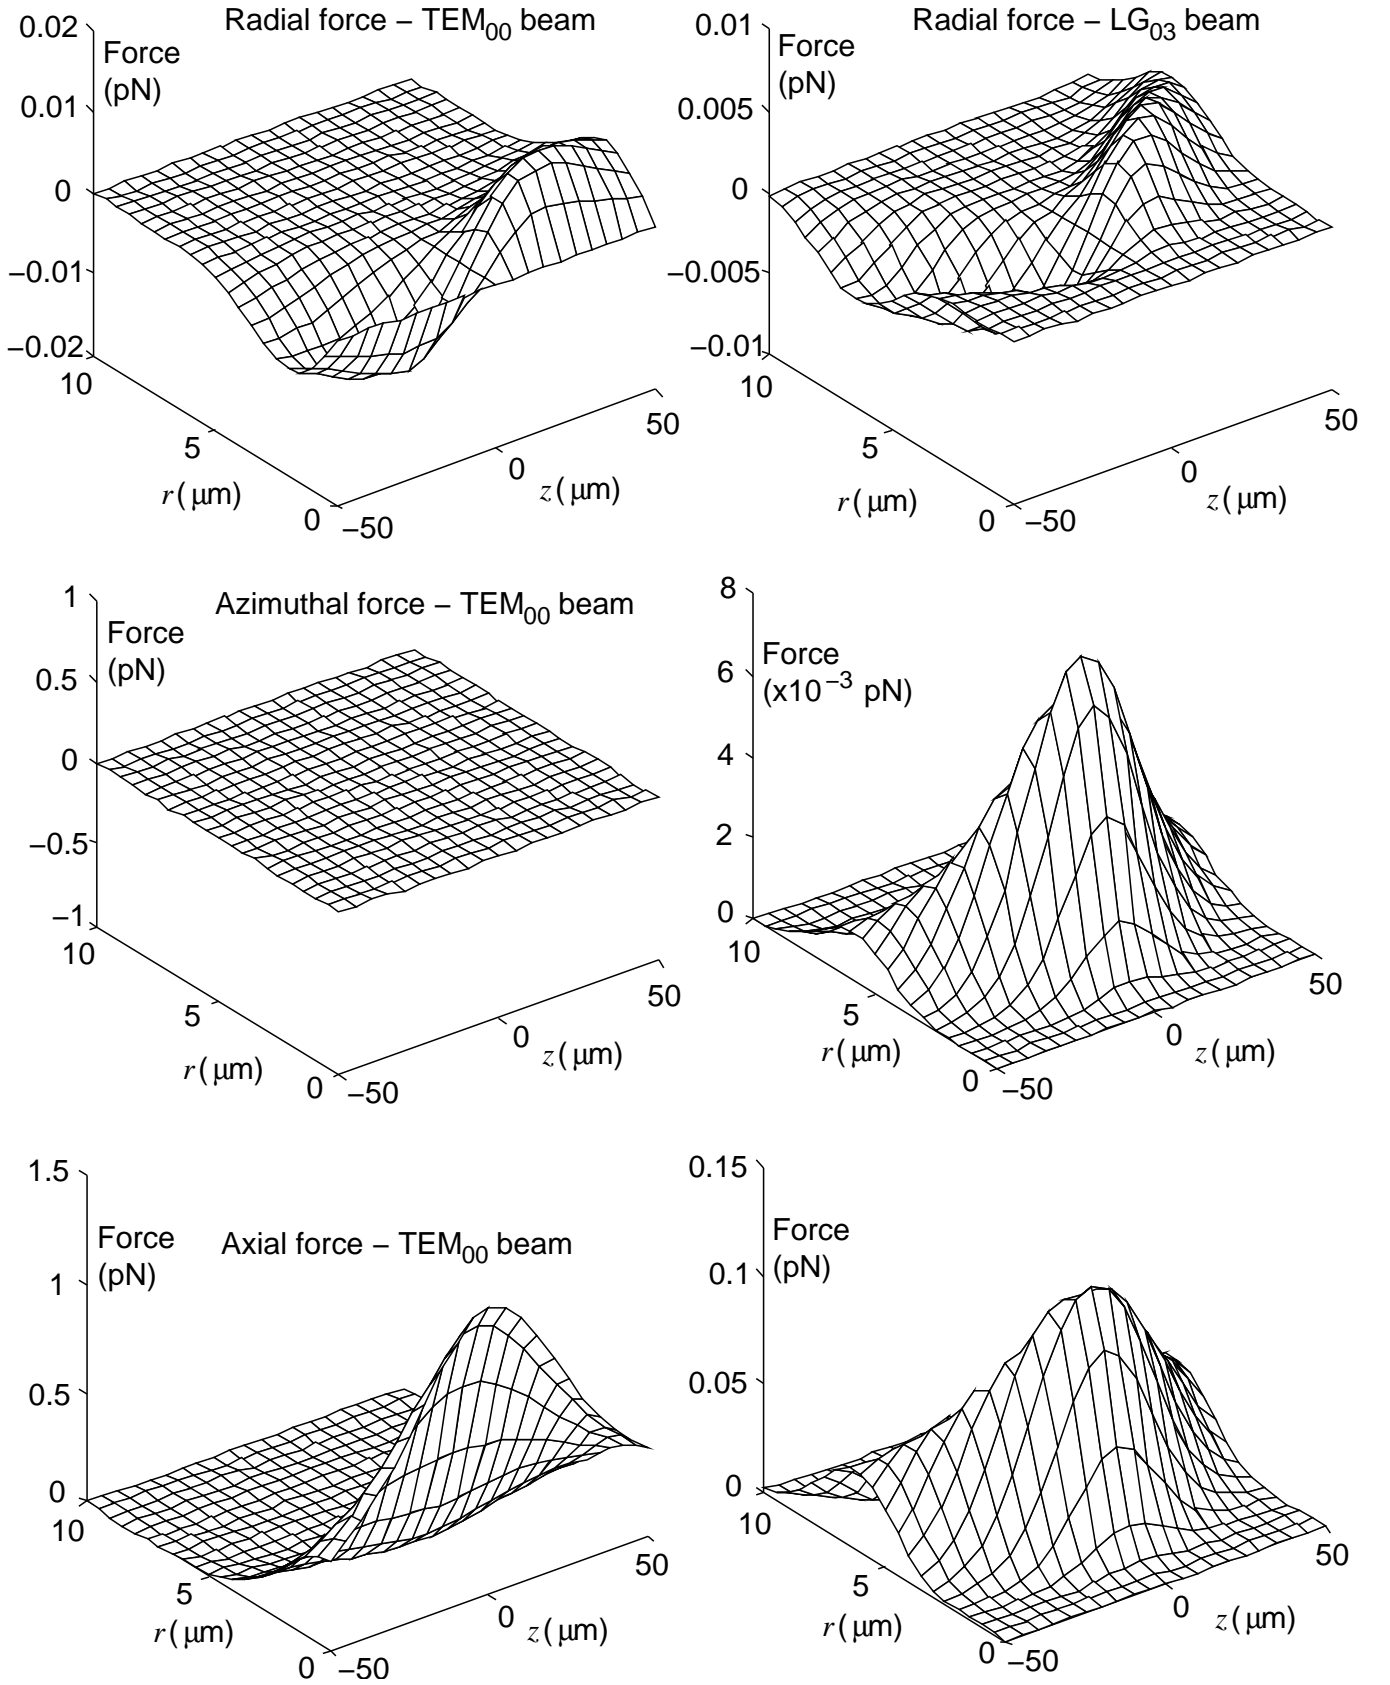 Radial force – TEM00 beam
0.02
Force
(pN)
0.01
0
–0.01
–0.02
10
5
r(μm)
0
–50
0
z(μm)
50
Radial force – LG03 beam
0.01
Force
(pN)
0.005
0
–0.005
–0.01
10
5
r(μm)
0
–50
0
z(μm)
50
Azimuthal force – TEM00 beam
1
Force
(pN)
0.5
0
–0.5
–1
10
5
r(μm)
0
–50
0
z(μm)
50
8
Force
(x10–3 pN)
6
4
2
0
10
5
r(μm)
0
–50
0
z(μm)
50
Axial force – TEM00 beam
1.5
Force
(pN)
1
0.5
0
10
5
r(μm)
0
–50
0
z(μm)
50
0.15
Force
(pN)
0.1
0.05
0
10
5
r(μm)
0
–50
0
z(μm)
50